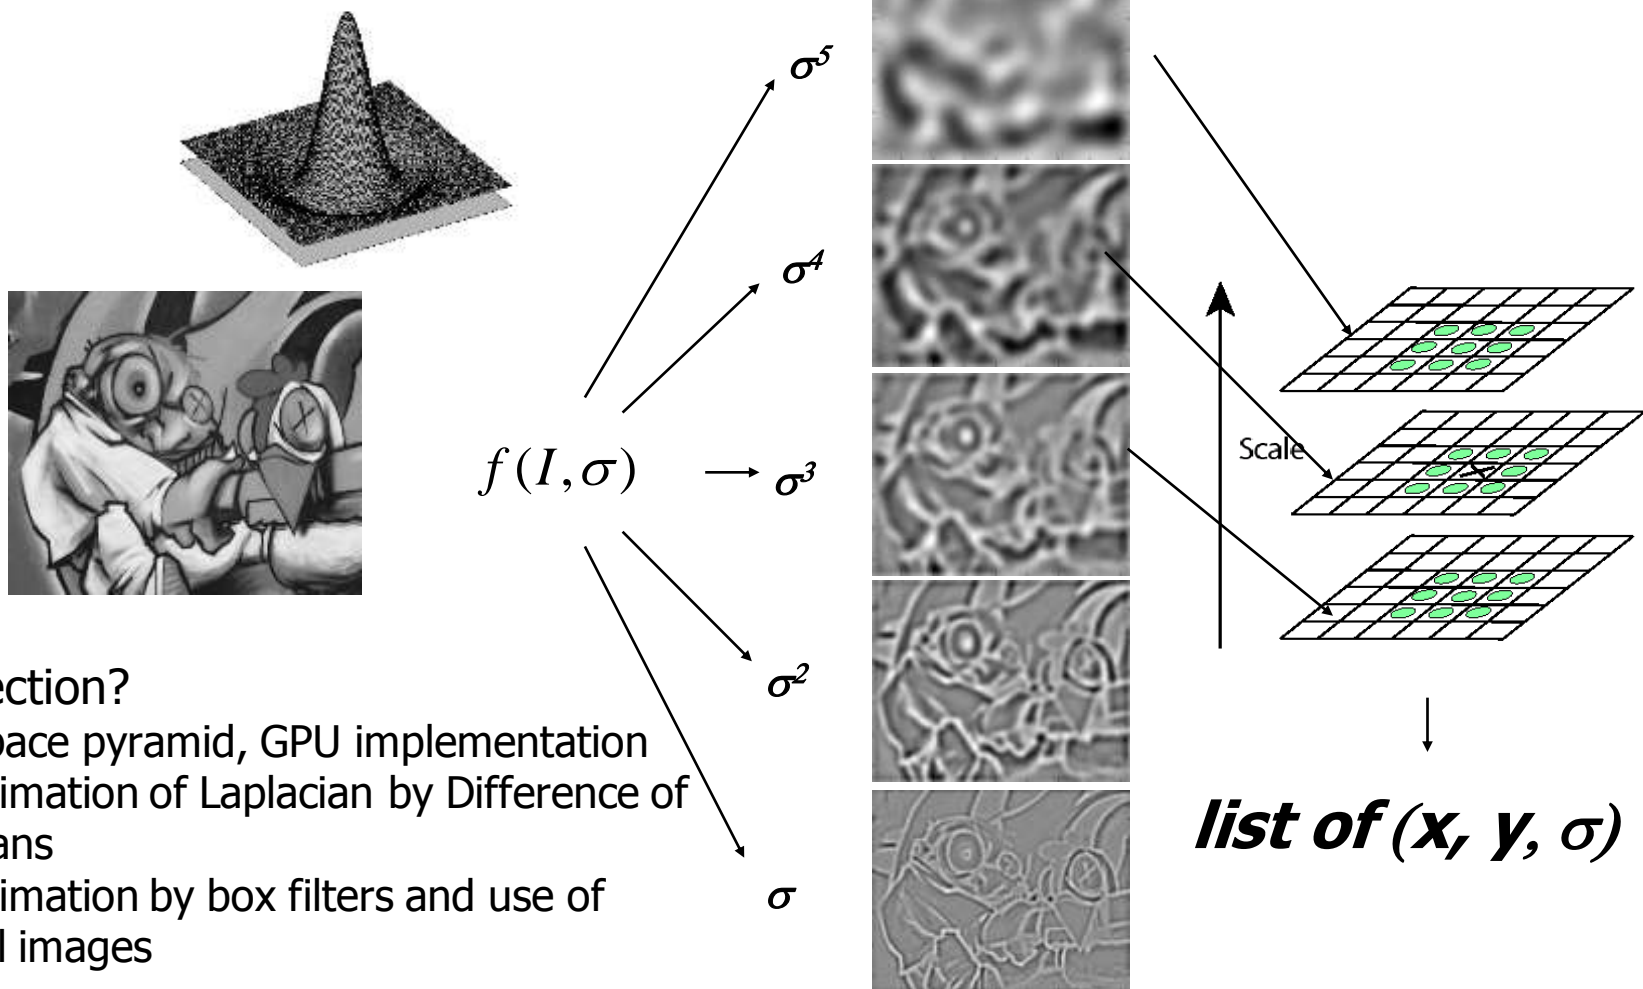 σ⁵
σ⁴
f(I,σ)
σ³
σ²
σ
Scale
ection?
pace pyramid, GPU implementation
imation of Laplacian by Difference of
ans
imation by box filters and use of
l images
list of (x, y, σ)